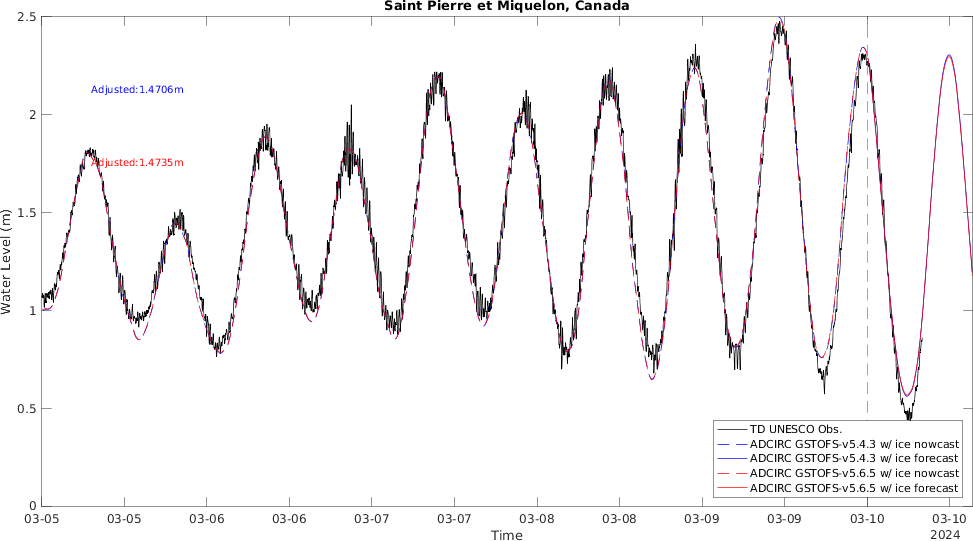 Saint Pierre et Miquelon, Canada
2.5
Adjusted:1.4706m
2
Adjusted:1.4735m
1.5
Water Level (m)
1
0.5
TD UNESCO Obs.
ADCIRC GSTOFS-v5.4.3 w/ ice nowcast
ADCIRC GSTOFS-v5.4.3 w/ ice forecast
ADCIRC GSTOFS-v5.6.5 w/ ice nowcast
ADCIRC GSTOFS-v5.6.5 w/ ice forecast
0
03-05 03-05 03-06 03-06 03-07 03-07 03-08 03-08 03-09 03-09 03-10 03-10
Time 2024